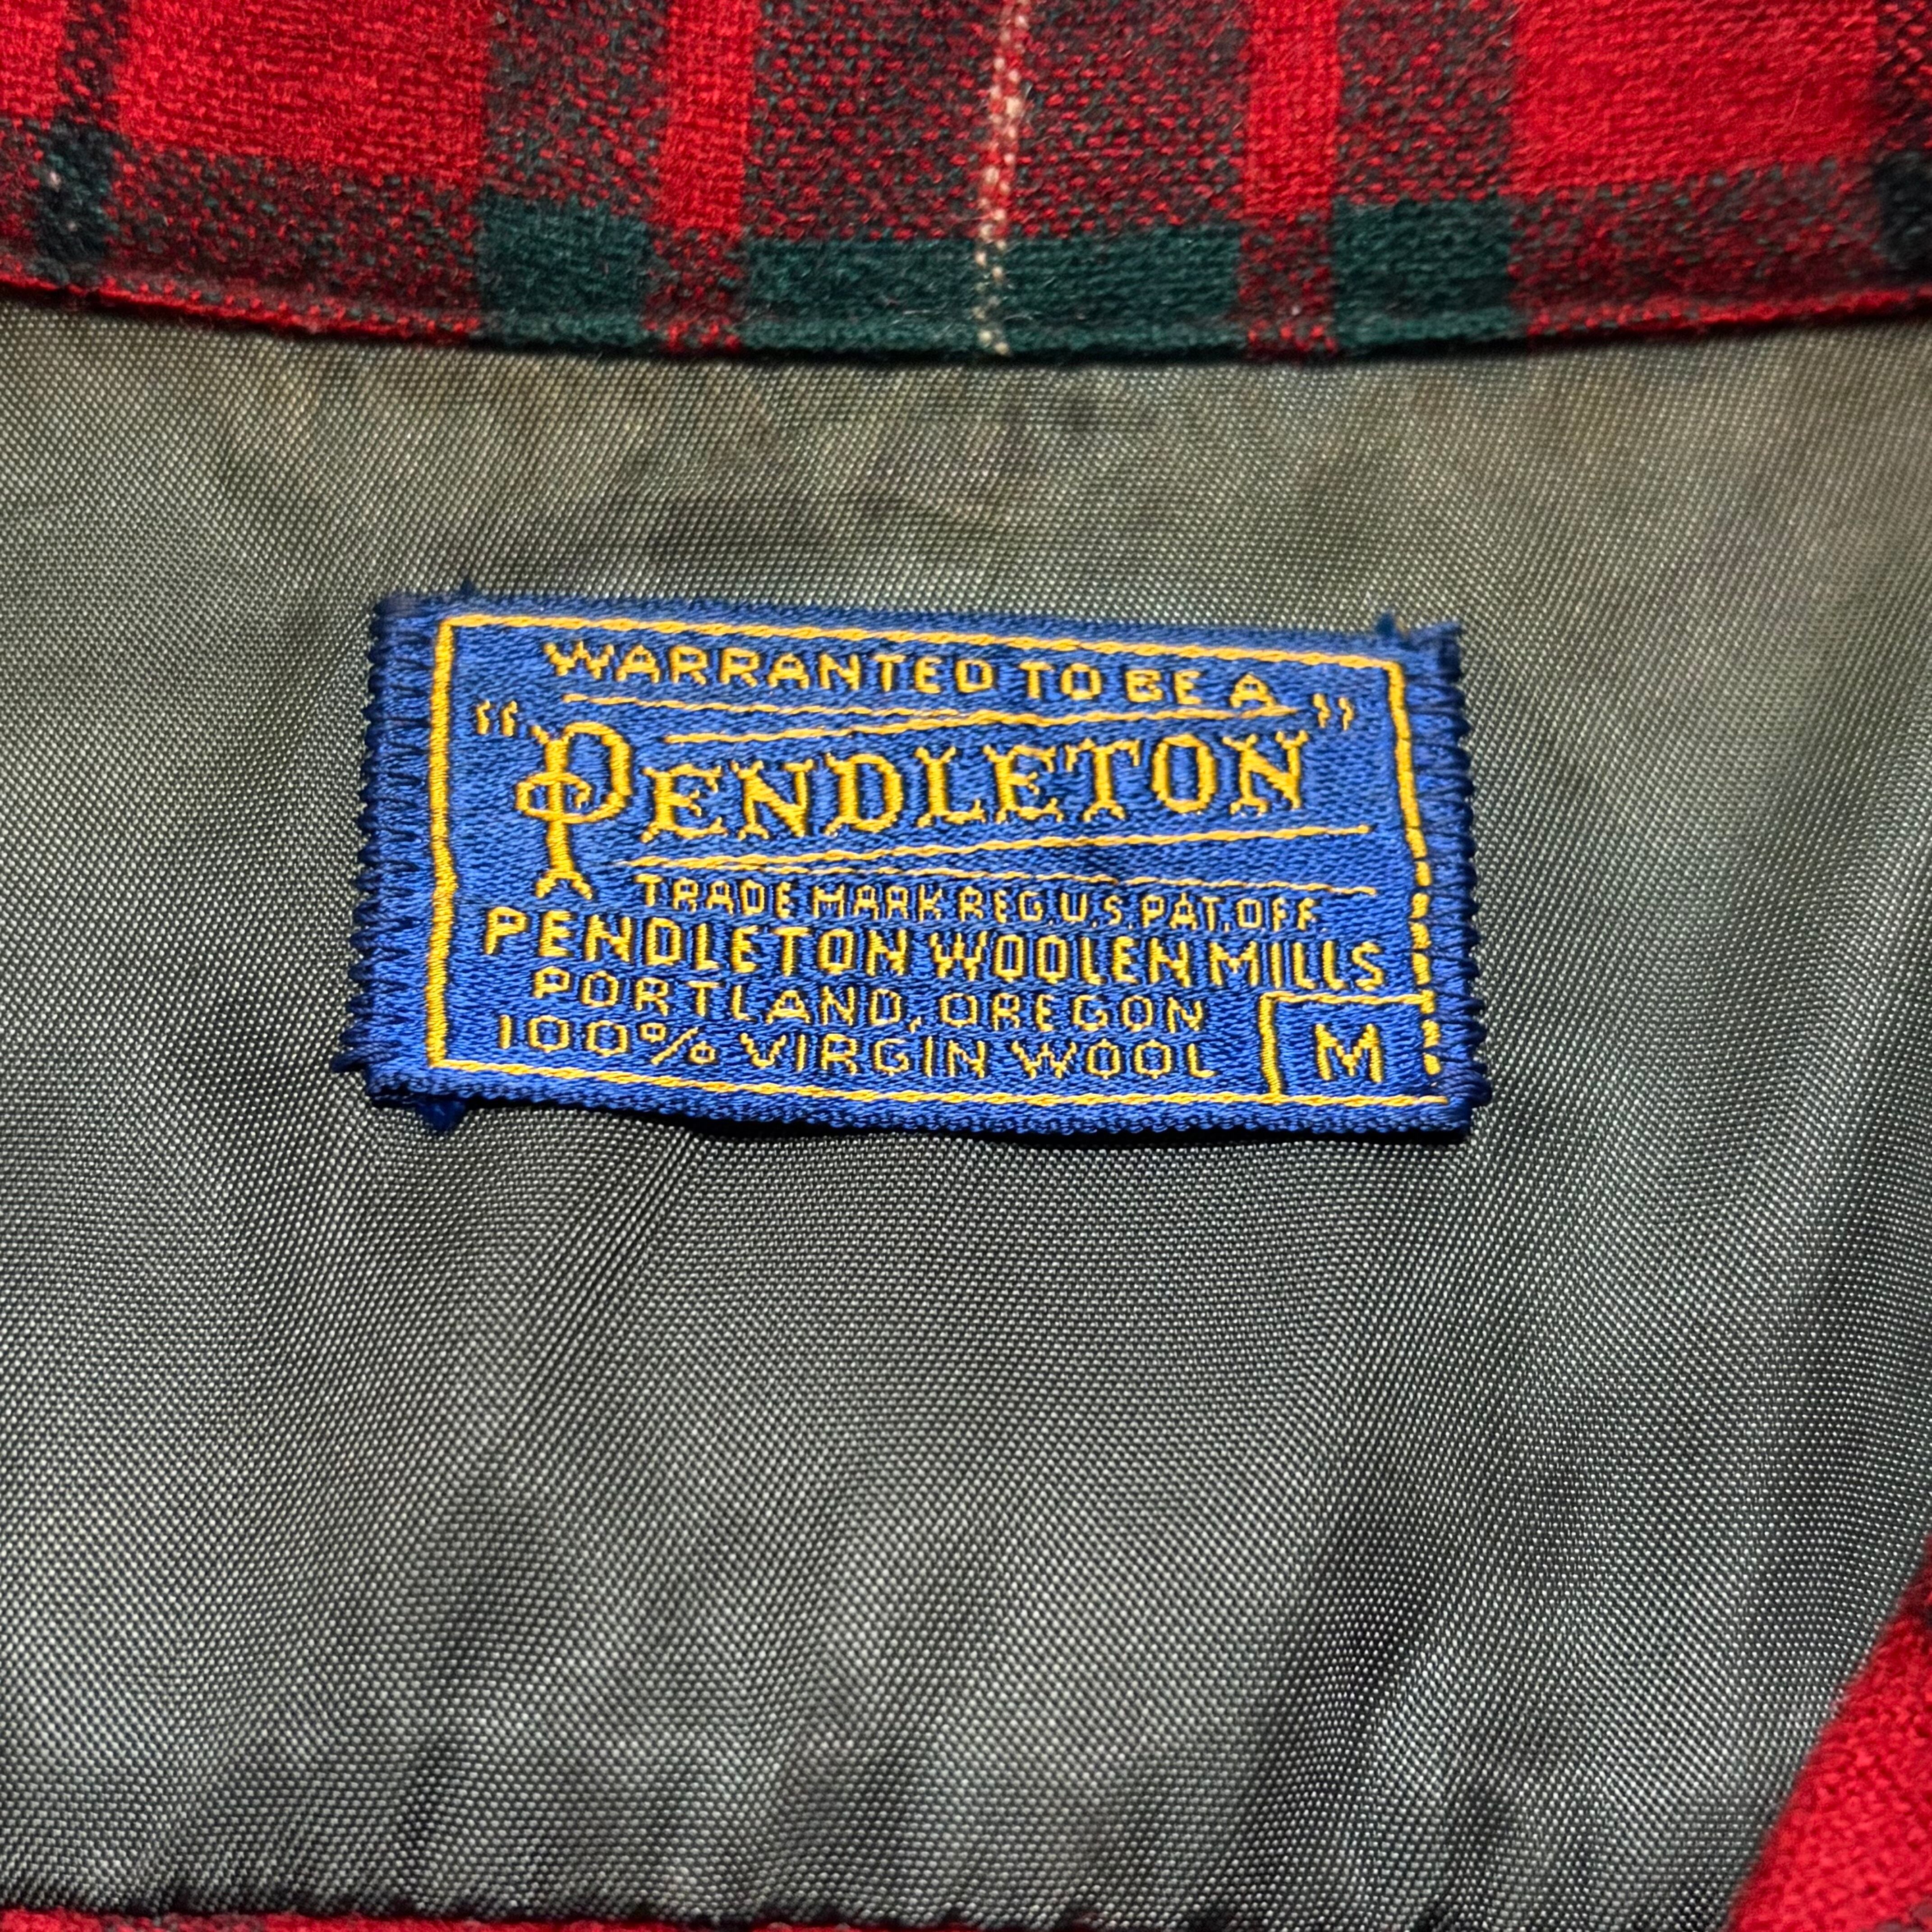 WARRANTED TO BE A
"PENDLETON"
TRADE MARK REG.U.S.PAT.OFF.
PENDLETON WOOLEN MILLS
PORTLAND, OREGON
100% VIRGIN WOOL
M